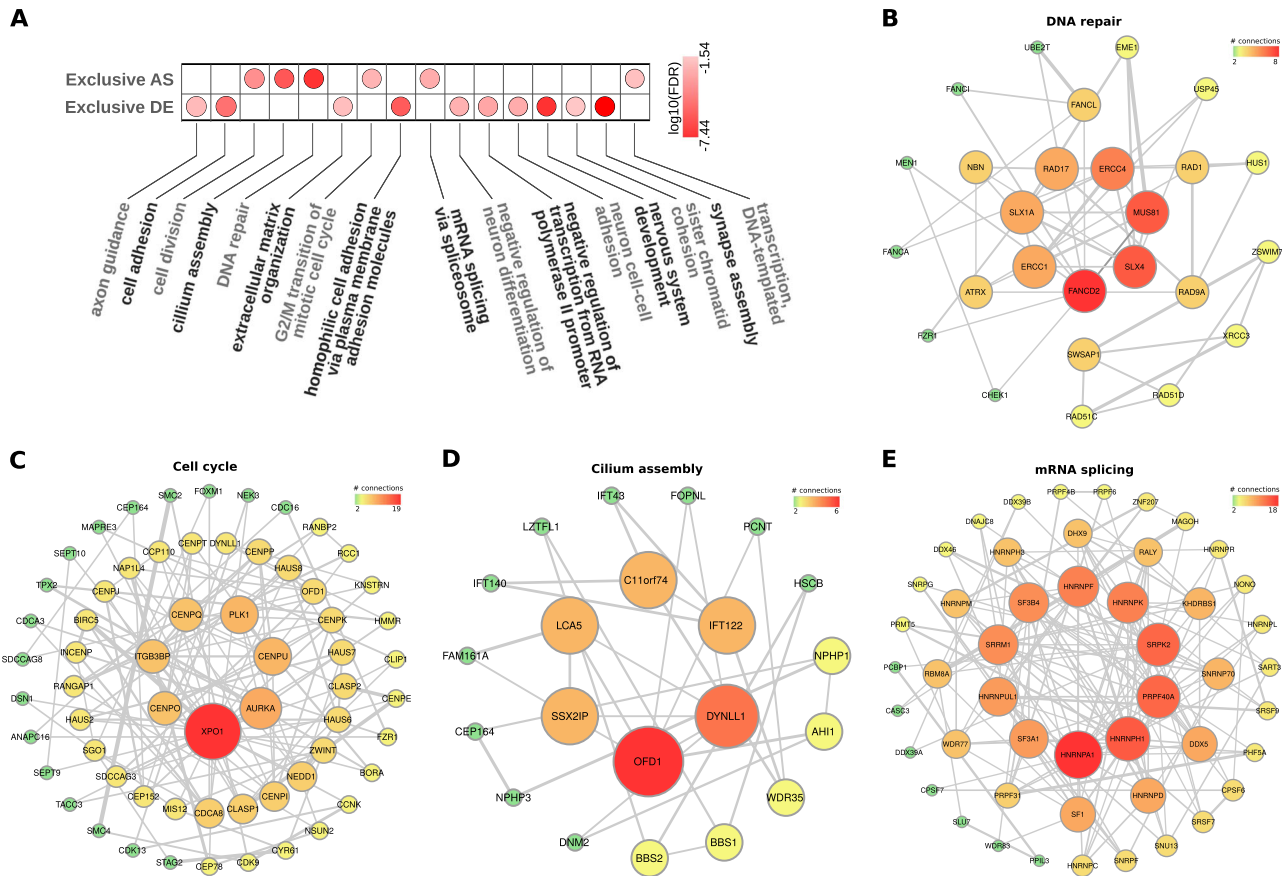 A
Exclusive AS
Exclusive DE
log10(FDR)
-1.54
-7.44
axon guidance
cell adhesion
cell division
cillium assembly
DNA repair
extracellular matrix
organization
G2/M transition of
mitotic cell cycle
homophilic cell adhesion
via plasma membrane
adhesion molecules
mRNA splicing
via spliceosome
negative regulation of
neuron differentiation
negative regulation of
transcription from RNA
polymerase II promoter
neuron cell-cell
adhesion
nervous system
development
sister chromatid
cohesion
synapse assembly
transcription,
DNA-templated
B
DNA repair
# connections
2 8
UBE2T
EME1
FANCI
USP45
FANCL
MEN1
NBN
RAD17
ERCC4
RAD1
HUS1
SLX1A
MUS81
FANCA
ZSWIM7
ERCC1
SLX4
ATRX
FANCD2
RAD9A
FZR1
XRCC3
SWSAP1
CHEK1
RAD51D
RAD51C
C
Cell cycle
# connections
2 19
SMC2
FOXM1
NEK3
CEP164
CDC16
MAPRE3
RANBP2
SEPT10
CCP110
CENPT
DYNLL1
CENPP
RCC1
TPX2
NAP1L4
HAUS8
KNSTRN
CENPJ
OFD1
CDCA3
BIRC5
CENPQ
PLK1
CENPK
HMMR
SDCCAG8
INCENP
ITGB3BP
CENPU
HAUS7
CLIP1
DSN1
RANGAP1
CLASP2
CENPE
ANAPC16
HAUS2
CENPO
AURKA
HAUS6
FZR1
SEPT9
SGO1
XPO1
ZWINT
BORA
TACC3
SDCCAG3
NEDD1
CCNK
SMC4
CEP152
MIS12
CDCA8
CLASP1
CENPI
NSUN2
CDK13
STAG2
CEP78
CDK9
CYR61
D
Cilium assembly
# connections
2 6
IFT43
FOPNL
LZTFL1
PCNT
IFT140
C11orf74
HSCB
LCA5
IFT122
FAM161A
NPHP1
SSX2IP
DYNLL1
CEP164
AHI1
OFD1
NPHP3
WDR35
DNM2
BBS2
BBS1
E
mRNA splicing
# connections
2 18
PRPF4B
PRPF6
DDX39B
ZNF207
DNAJC8
DHX9
MAGOH
DDX46
HNRNPH3
RALY
HNRNPR
SNRPG
HNRNPF
NONO
HNRNPM
SF3B4
HNRNPK
KHDRBS1
PRMT5
HNRNPL
SRRM1
SRPK2
PCBP1
RBM8A
SNRNP70
SART3
CASC3
HNRNPUL1
PRPF40A
SRSF9
DDX39A
WDR77
SF3A1
HNRNPA1
HNRNPH1
DDX5
PHF5A
CPSF7
PRPF31
HNRNPD
CPSF6
SLU7
SF1
SRSF7
WDR83
SNU13
PPIL3
HNRNPC
SNRPF